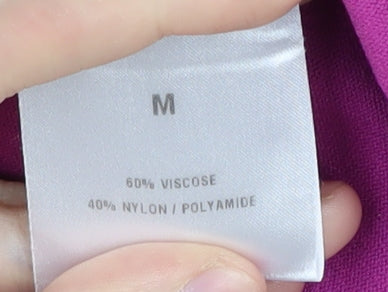 M
60% VISCOSE
40% NYLON / POLYAMIDE